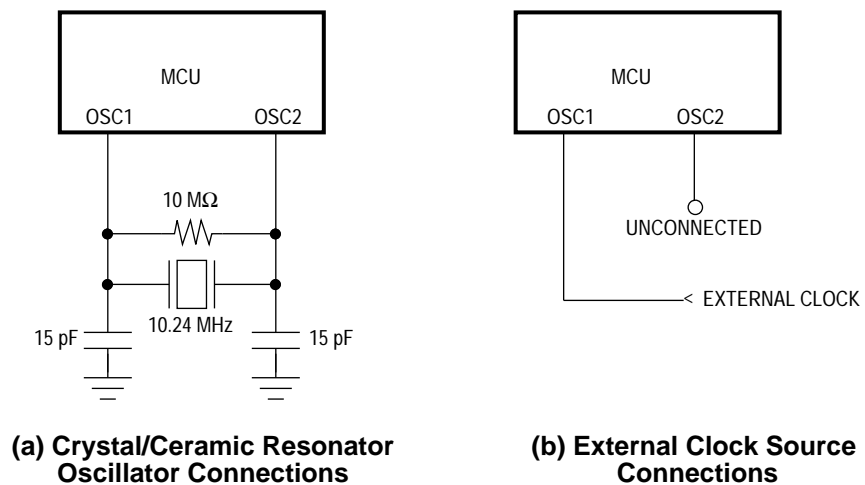 MCU
OSC1 OSC2
10 MΩ
10.24 MHz
15 pF 15 pF
(a) Crystal/Ceramic Resonator
Oscillator Connections
MCU
OSC1 OSC2
UNCONNECTED
< EXTERNAL CLOCK
(b) External Clock Source
Connections